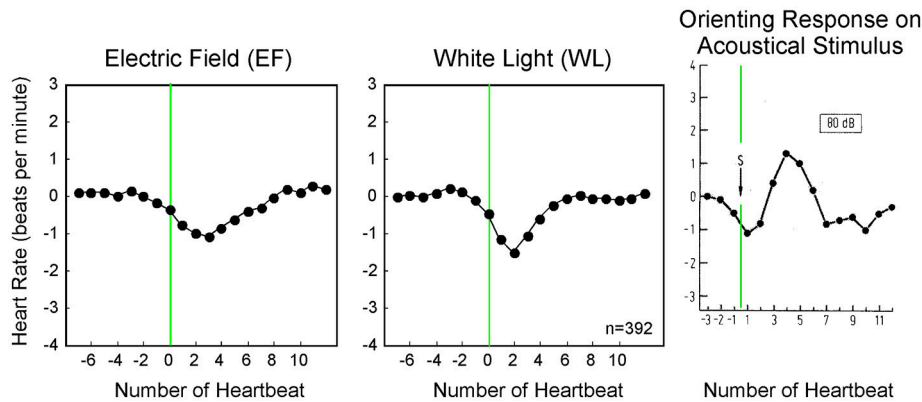 Electric Field (EF)
White Light (WL)
Orienting Response on
Acoustical Stimulus
Heart Rate (beats per minute)
3
2
1
0
-1
-2
-3
-4
-6 -4 -2 0 2 4 6 8 10
Number of Heartbeat
3
2
1
0
-1
-2
-3
-4
n=392
-6 -4 -2 0 2 4 6 8 10
Number of Heartbeat
4
3
2
1
0
-1
-2
-3
80 dB
S
-3 -2 -1 1 3 5 7 9 11
Number of Heartbeat